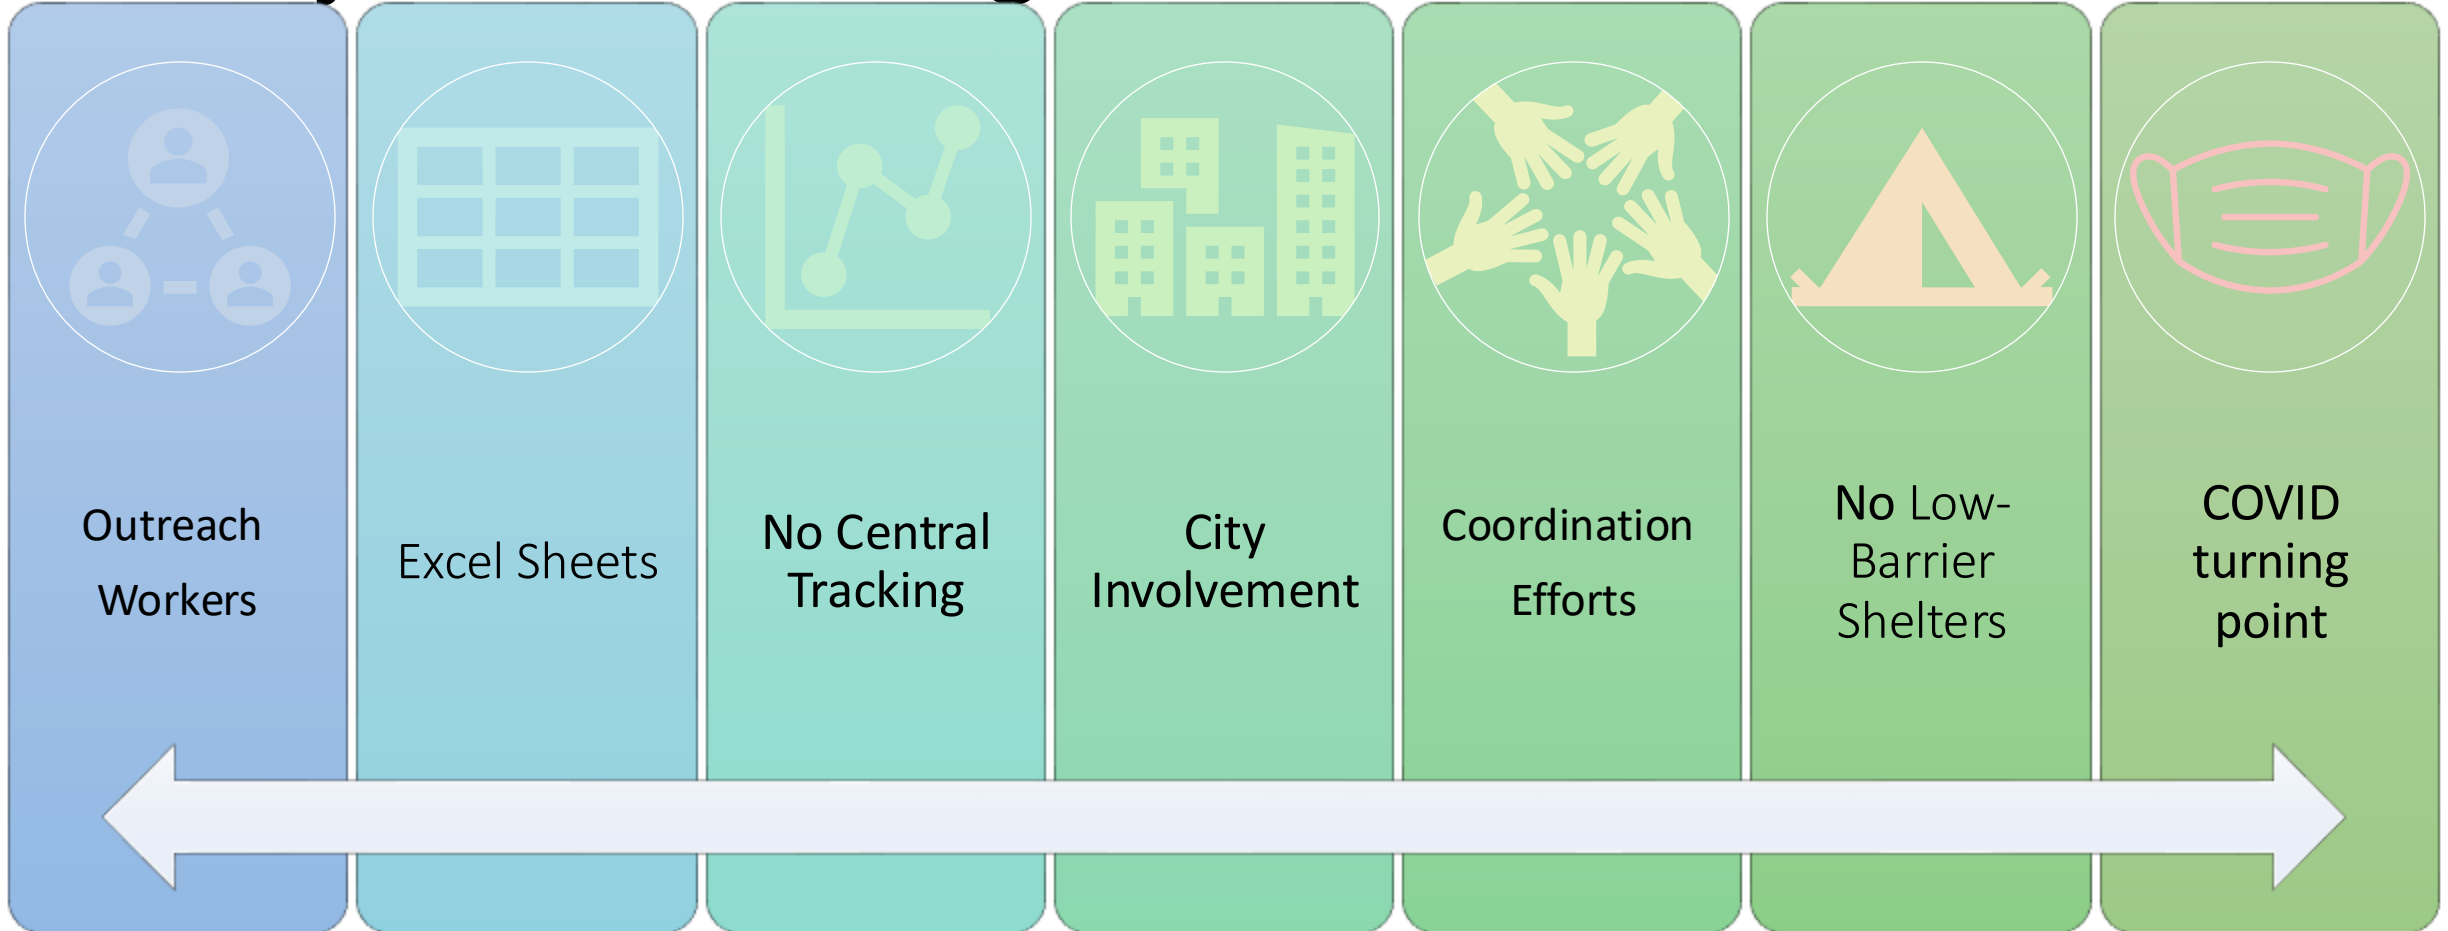 Outreach
Workers
Excel Sheets
No Central
Tracking
City
Involvement
Coordination
Efforts
No Low-
Barrier
Shelters
COVID
turning
point